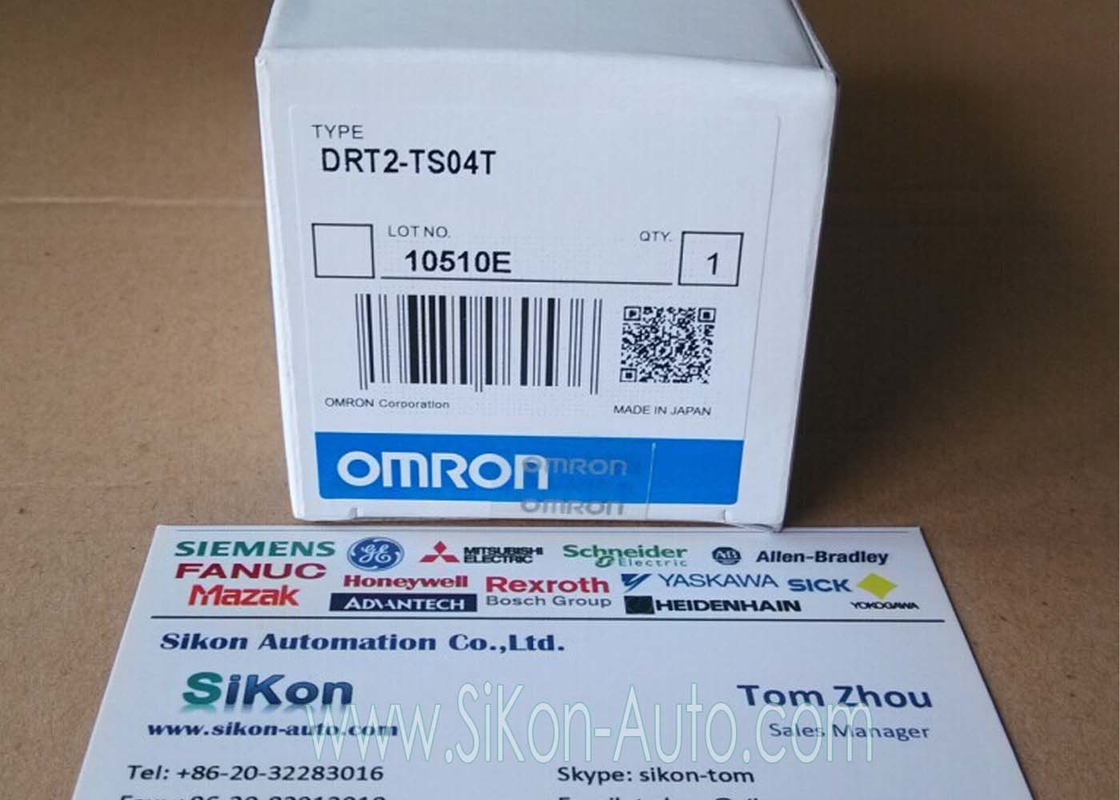 TYPE
DRT2-TS04T
LOT NO.
10510E
QTY.
1
OMRON Corporation
MADE IN JAPAN
OMRON
OMRON
OMRON
SIEMENS GE MITSUBISHI ELECTRIC Schneider Electric AB Allen-Bradley
FANUC Honeywell Rexroth Bosch Group YASKAWA SICK
Mazak ADVANTECH HEIDENHAIN YOKOGAWA
Sikon Automation Co.,Ltd.
SiKon
Tom Zhou
www.sikon-auto.com
www.SiKon-Auto.com
Sales Manager
Tel: +86-20-32283016
Skype: sikon-tom